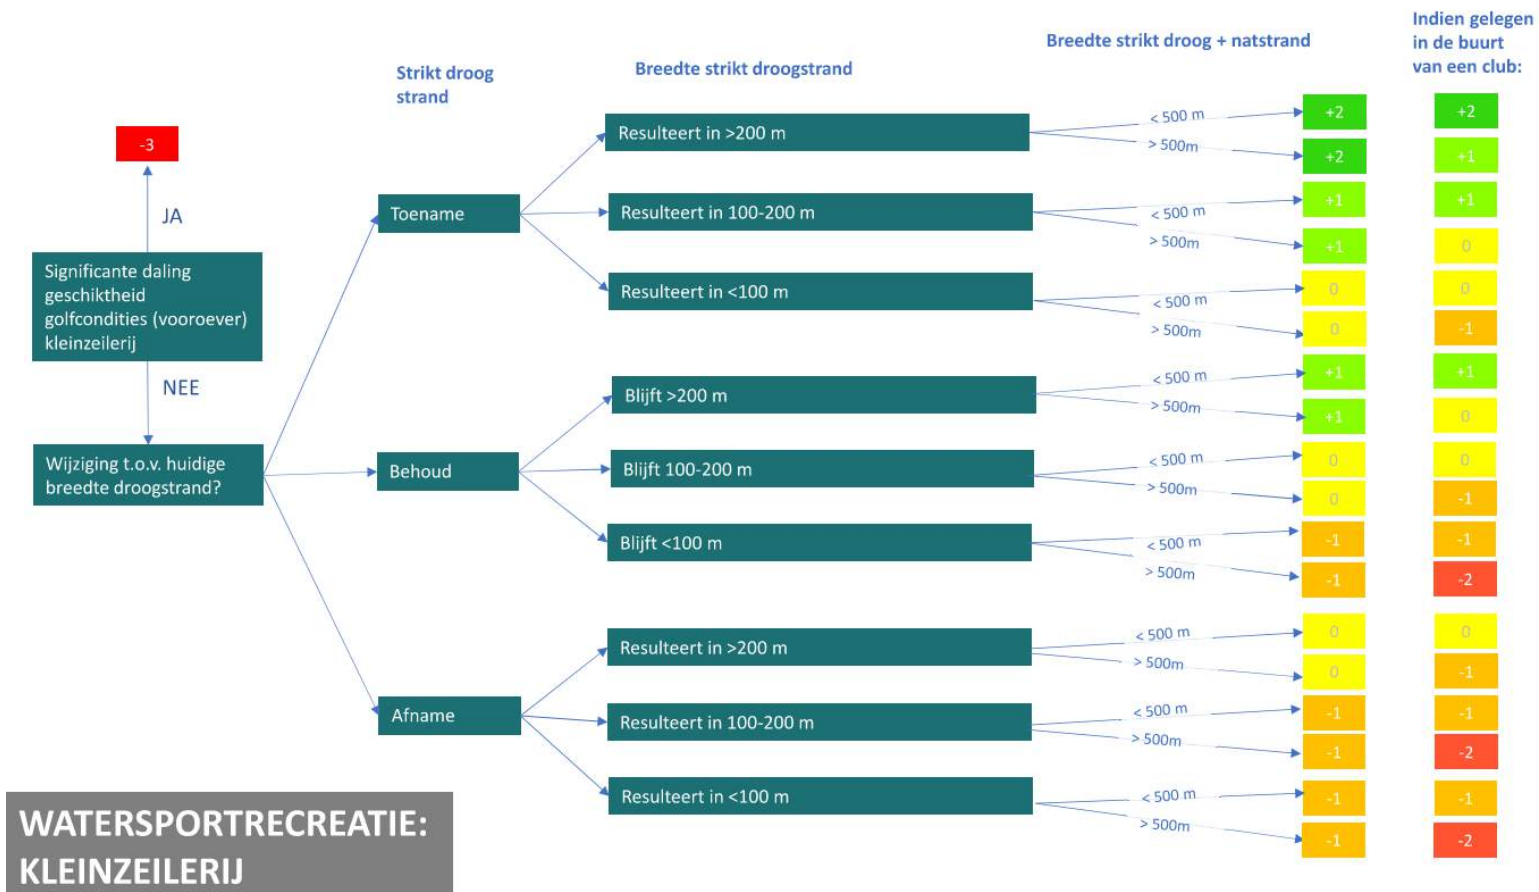 Indien gelegen
in de buurt
van een club:
Breedte strikt droog + natstrand
Breedte strikt droogstrand
Strikt droog
strand
-3
JA
Significante daling
geschiktheid
golfcondities (vooroever)
kleinzeilerij
NEE
Wijziging t.o.v. huidige
breedte droogstrand?
Toename
Resulteert in >200 m
< 500 m
+2
+2
> 500m
+2
+1
Resulteert in 100-200 m
< 500 m
+1
+1
> 500m
+1
0
Resulteert in <100 m
< 500 m
0
0
> 500m
0
-1
Behoud
Blijft >200 m
< 500 m
+1
+1
> 500m
+1
0
Blijft 100-200 m
< 500 m
0
0
> 500m
0
-1
Blijft <100 m
< 500 m
-1
-1
> 500m
-1
-2
Afname
Resulteert in >200 m
< 500 m
0
0
> 500m
0
-1
Resulteert in 100-200 m
< 500 m
-1
-1
> 500m
-1
-2
Resulteert in <100 m
< 500 m
-1
-1
> 500m
-1
-2
WATERSPORTRECREATIE:
KLEINZEILERIJ